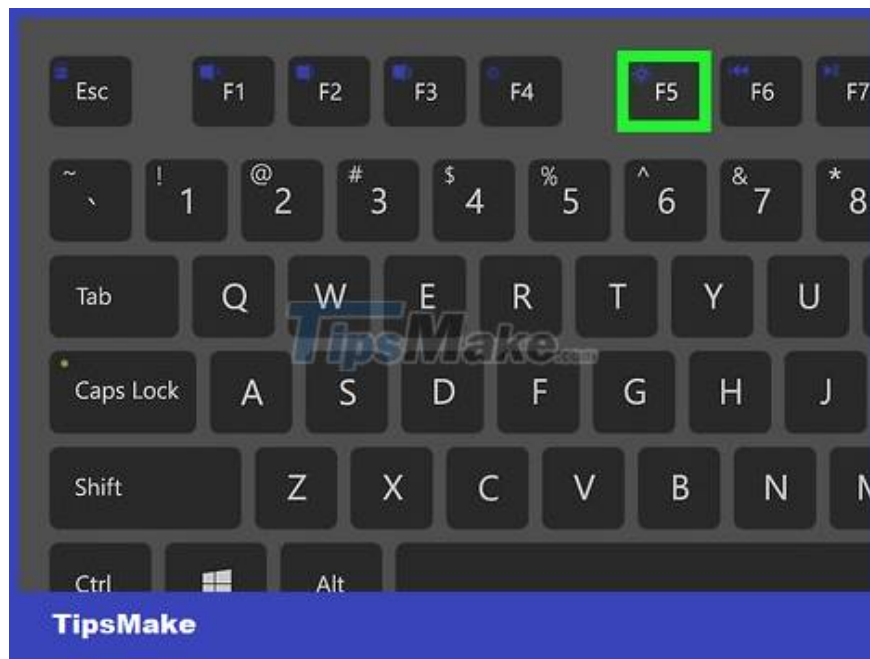 Esc F1 F2 F3 F4 F5 F6 F7
~ ` ! 1 @ 2 # 3 $ 4 % 5 ^ 6 & 7 * 8
Tab Q W E R T Y U
TipsMake.com
Caps Lock A S D F G H J
Shift Z X C V B N M
Ctrl Alt
TipsMake